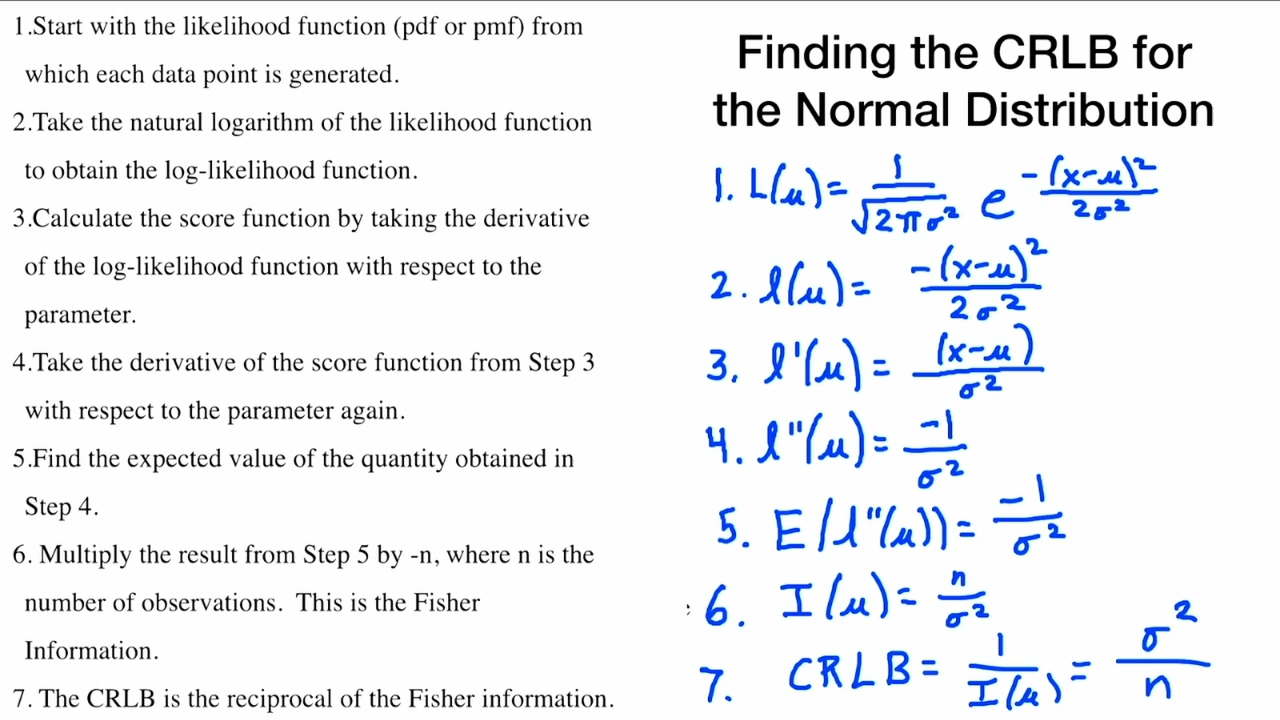 1.Start with the likelihood function (pdf or pmf) from
which each data point is generated.
2.Take the natural logarithm of the likelihood function
to obtain the log-likelihood function.
3.Calculate the score function by taking the derivative
of the log-likelihood function with respect to the
parameter.
4.Take the derivative of the score function from Step 3
with respect to the parameter again.
5.Find the expected value of the quantity obtained in
Step 4.
6. Multiply the result from Step 5 by -n, where n is the
number of observations.  This is the Fisher
Information.
7. The CRLB is the reciprocal of the Fisher information.
Finding the CRLB for
the Normal Distribution
1. L(μ) = 1/√(2πσ²) e^(-(x-μ)²/(2σ²))
2. l(μ) = -(x-μ)²/(2σ²)
3. l'(μ) = (x-μ)/σ²
4. l''(μ) = -1/σ²
5. E(l''(μ)) = -1/σ²
6. I(μ) = n/σ²
7. CRLB = 1/I(μ) = σ²/n